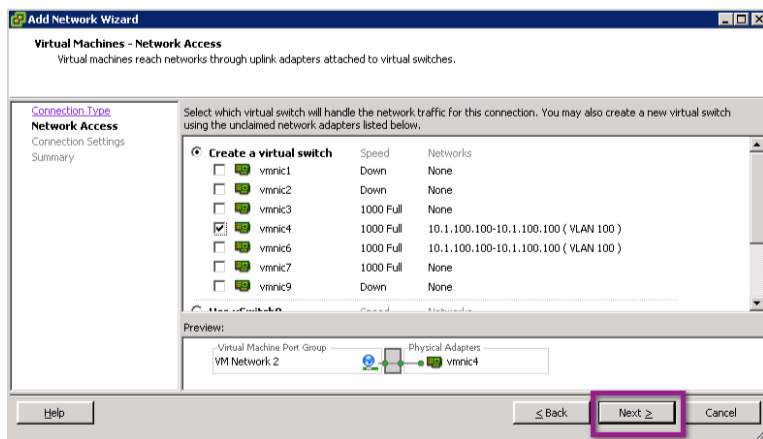 Add Network Wizard
Virtual Machines - Network Access
Virtual machines reach networks through uplink adapters attached to virtual switches.
Connection Type
Network Access
Connection Settings
Summary
Select which virtual switch will handle the network traffic for this connection. You may also create a new virtual switch
using the unclaimed network adapters listed below.
Create a virtual switch Speed Networks
vmnic1 Down None
vmnic2 Down None
vmnic3 1000 Full None
vmnic4 1000 Full 10.1.100.100-10.1.100.100 ( VLAN 100 )
vmnic6 1000 Full 10.1.100.100-10.1.100.100 ( VLAN 100 )
vmnic7 1000 Full None
vmnic9 Down None
Use vSwitch0 Speed Networks
Preview:
Virtual Machine Port Group Physical Adapters
VM Network 2 vmnic4
Help ≤ Back Next ≥ Cancel